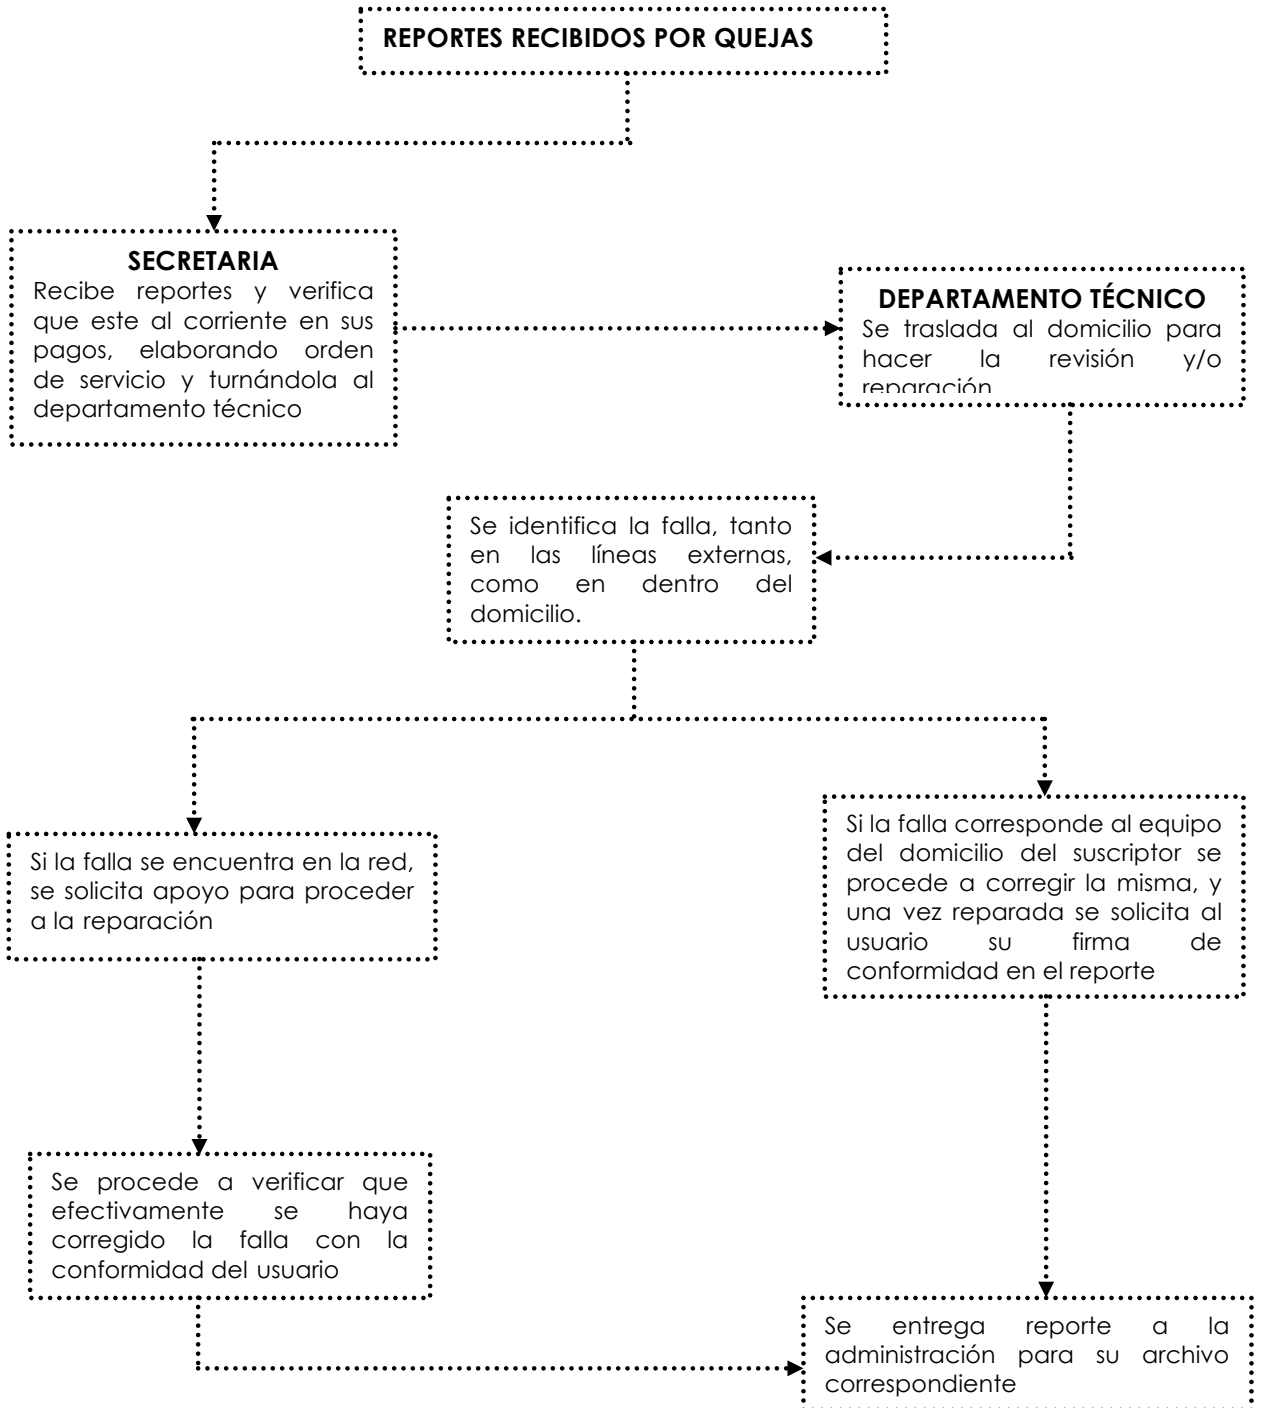 REPORTES RECIBIDOS POR QUEJAS
SECRETARIA
Recibe reportes y verifica
que este al corriente en sus
pagos, elaborando orden
de servicio y turnándola al
departamento técnico
DEPARTAMENTO TÉCNICO
Se traslada al domicilio para
hacer la revisión y/o
reparación
Se identifica la falla, tanto
en las líneas externas,
como en dentro del
domicilio.
Si la falla se encuentra en la red,
se solicita apoyo para proceder
a la reparación
Si la falla corresponde al equipo
del domicilio del suscriptor se
procede a corregir la misma, y
una vez reparada se solicita al
usuario su firma de
conformidad en el reporte
Se procede a verificar que
efectivamente se haya
corregido la falla con la
conformidad del usuario
Se entrega reporte a la
administración para su archivo
correspondiente